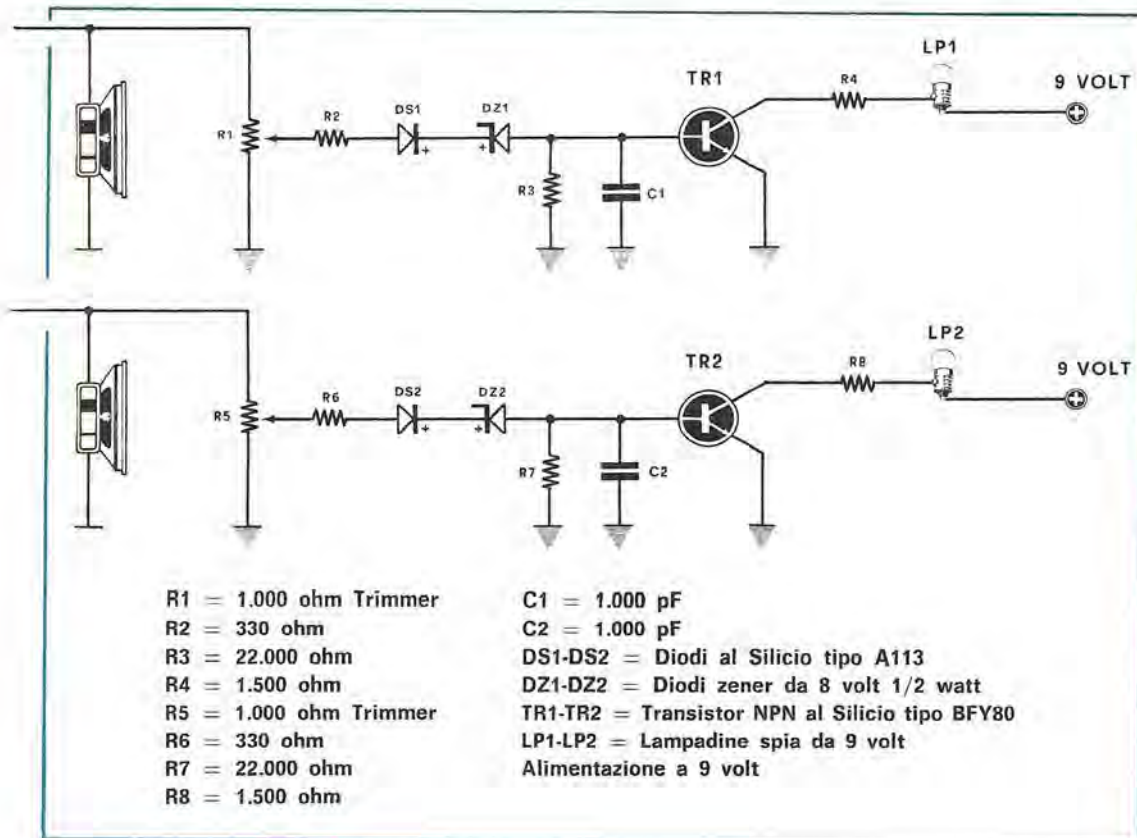 LP1
TR1
R4
9 VOLT
DS1
DZ1
R2
R1
+
+
R3
C1
LP2
TR2
R8
9 VOLT
DS2
DZ2
R6
R5
+
+
R7
C2
R1 = 1.000 ohm Trimmer
R2 = 330 ohm
R3 = 22.000 ohm
R4 = 1.500 ohm
R5 = 1.000 ohm Trimmer
R6 = 330 ohm
R7 = 22.000 ohm
R8 = 1.500 ohm
C1 = 1.000 pF
C2 = 1.000 pF
DS1-DS2 = Diodi al Silicio tipo A113
DZ1-DZ2 = Diodi zener da 8 volt 1/2 watt
TR1-TR2 = Transistor NPN al Silicio tipo BFY80
LP1-LP2 = Lampadine spia da 9 volt
Alimentazione a 9 volt